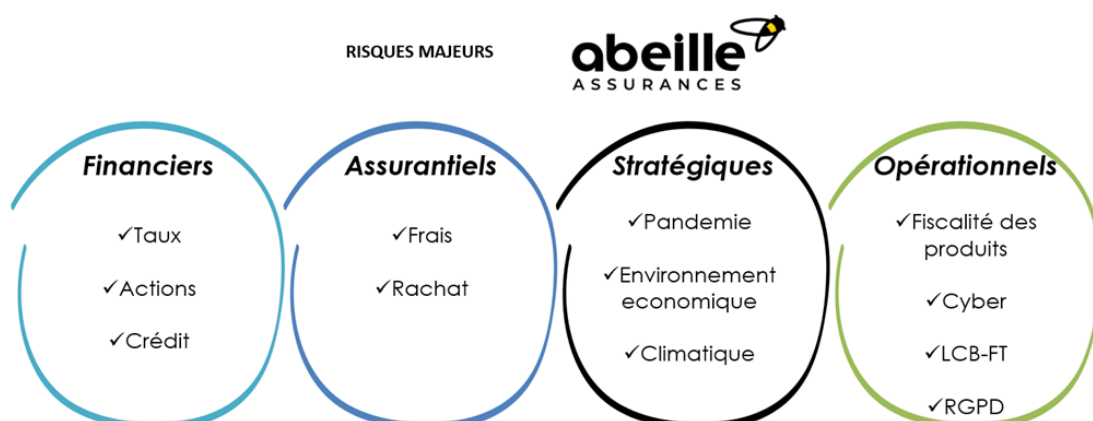 RISQUES MAJEURS
abeille
ASSURANCES
Financiers
✓Taux
✓Actions
✓Crédit
Assurantiels
✓Frais
✓Rachat
Stratégiques
✓Pandemie
✓Environnement
economique
✓Climatique
Opérationnels
✓Fiscalité des
produits
✓Cyber
✓LCB-FT
✓RGPD